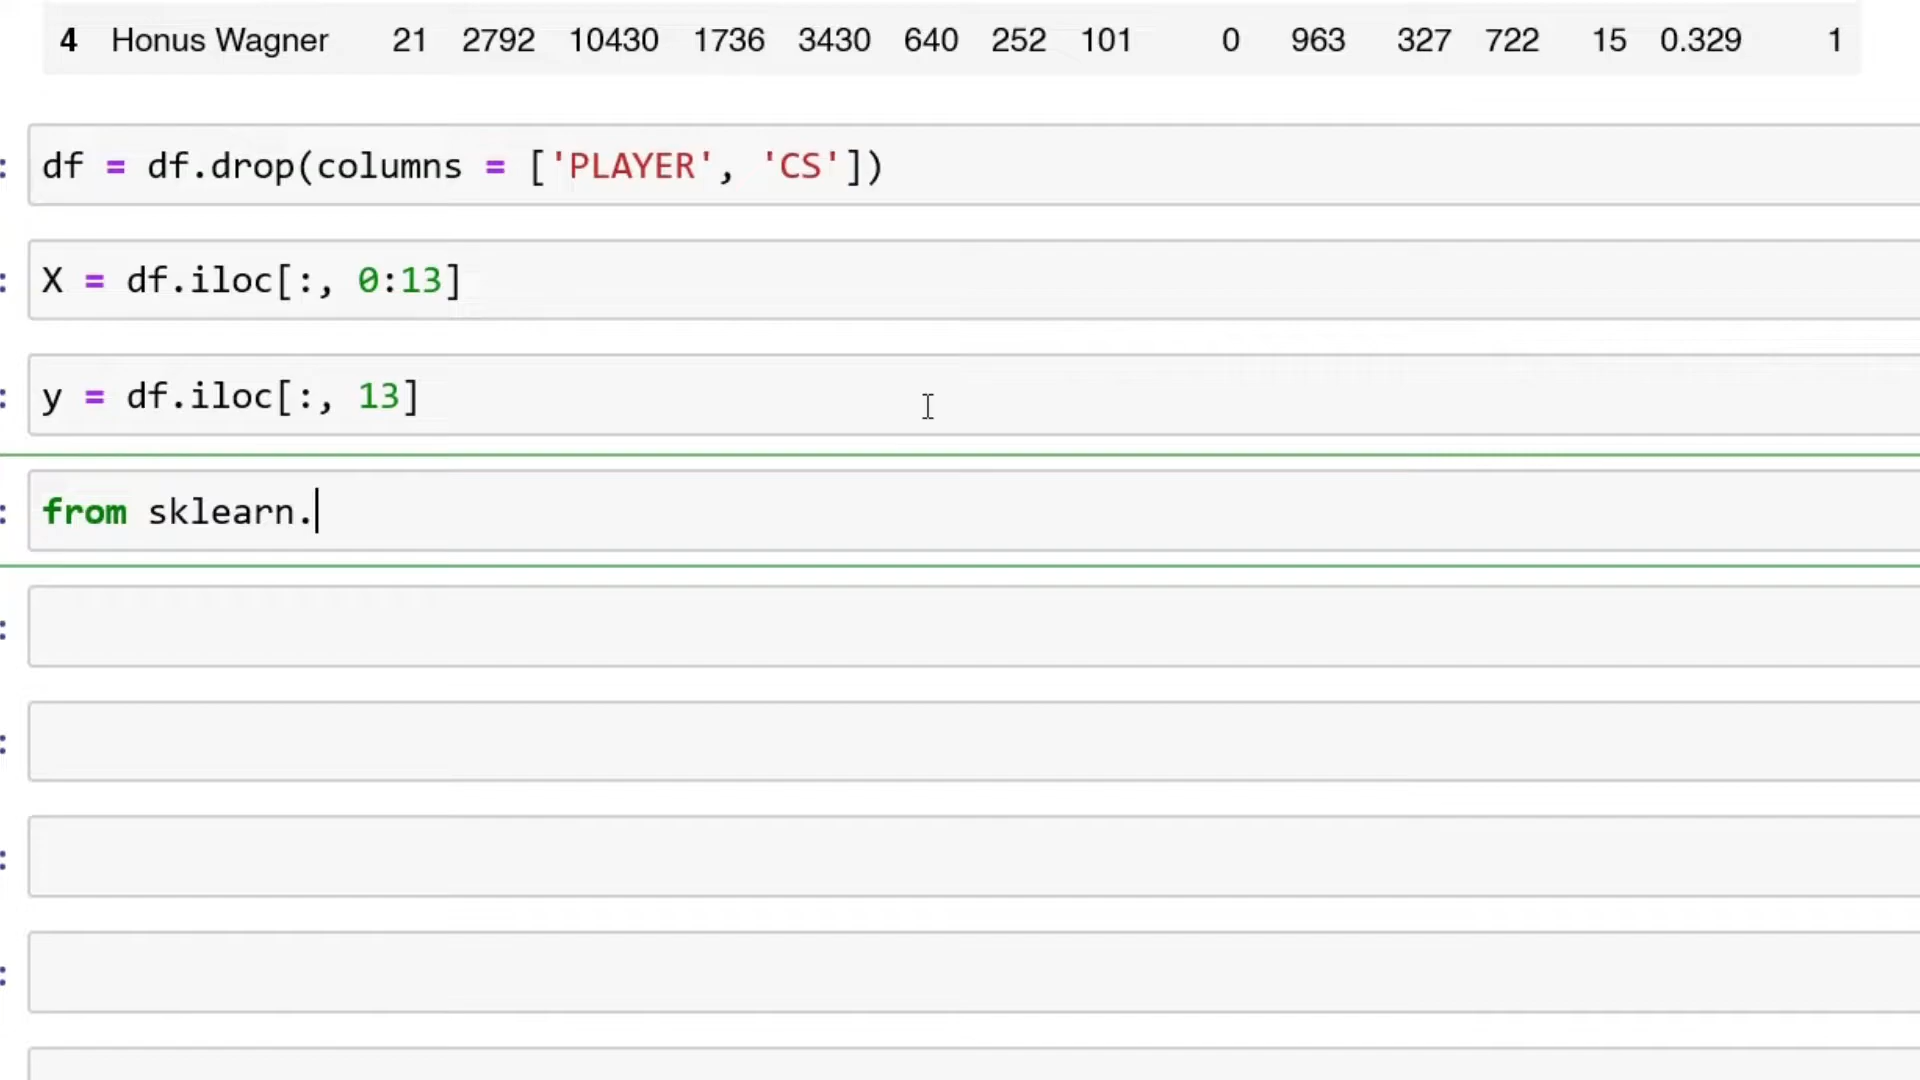 4 Honus Wagner 21 2792 10430 1736 3430 640 252 101 0 963 327 722 15 0.329 1
: df = df.drop(columns = ['PLAYER', 'CS'])
: X = df.iloc[:, 0:13]
: y = df.iloc[:, 13]
: from sklearn.
:
:
:
: